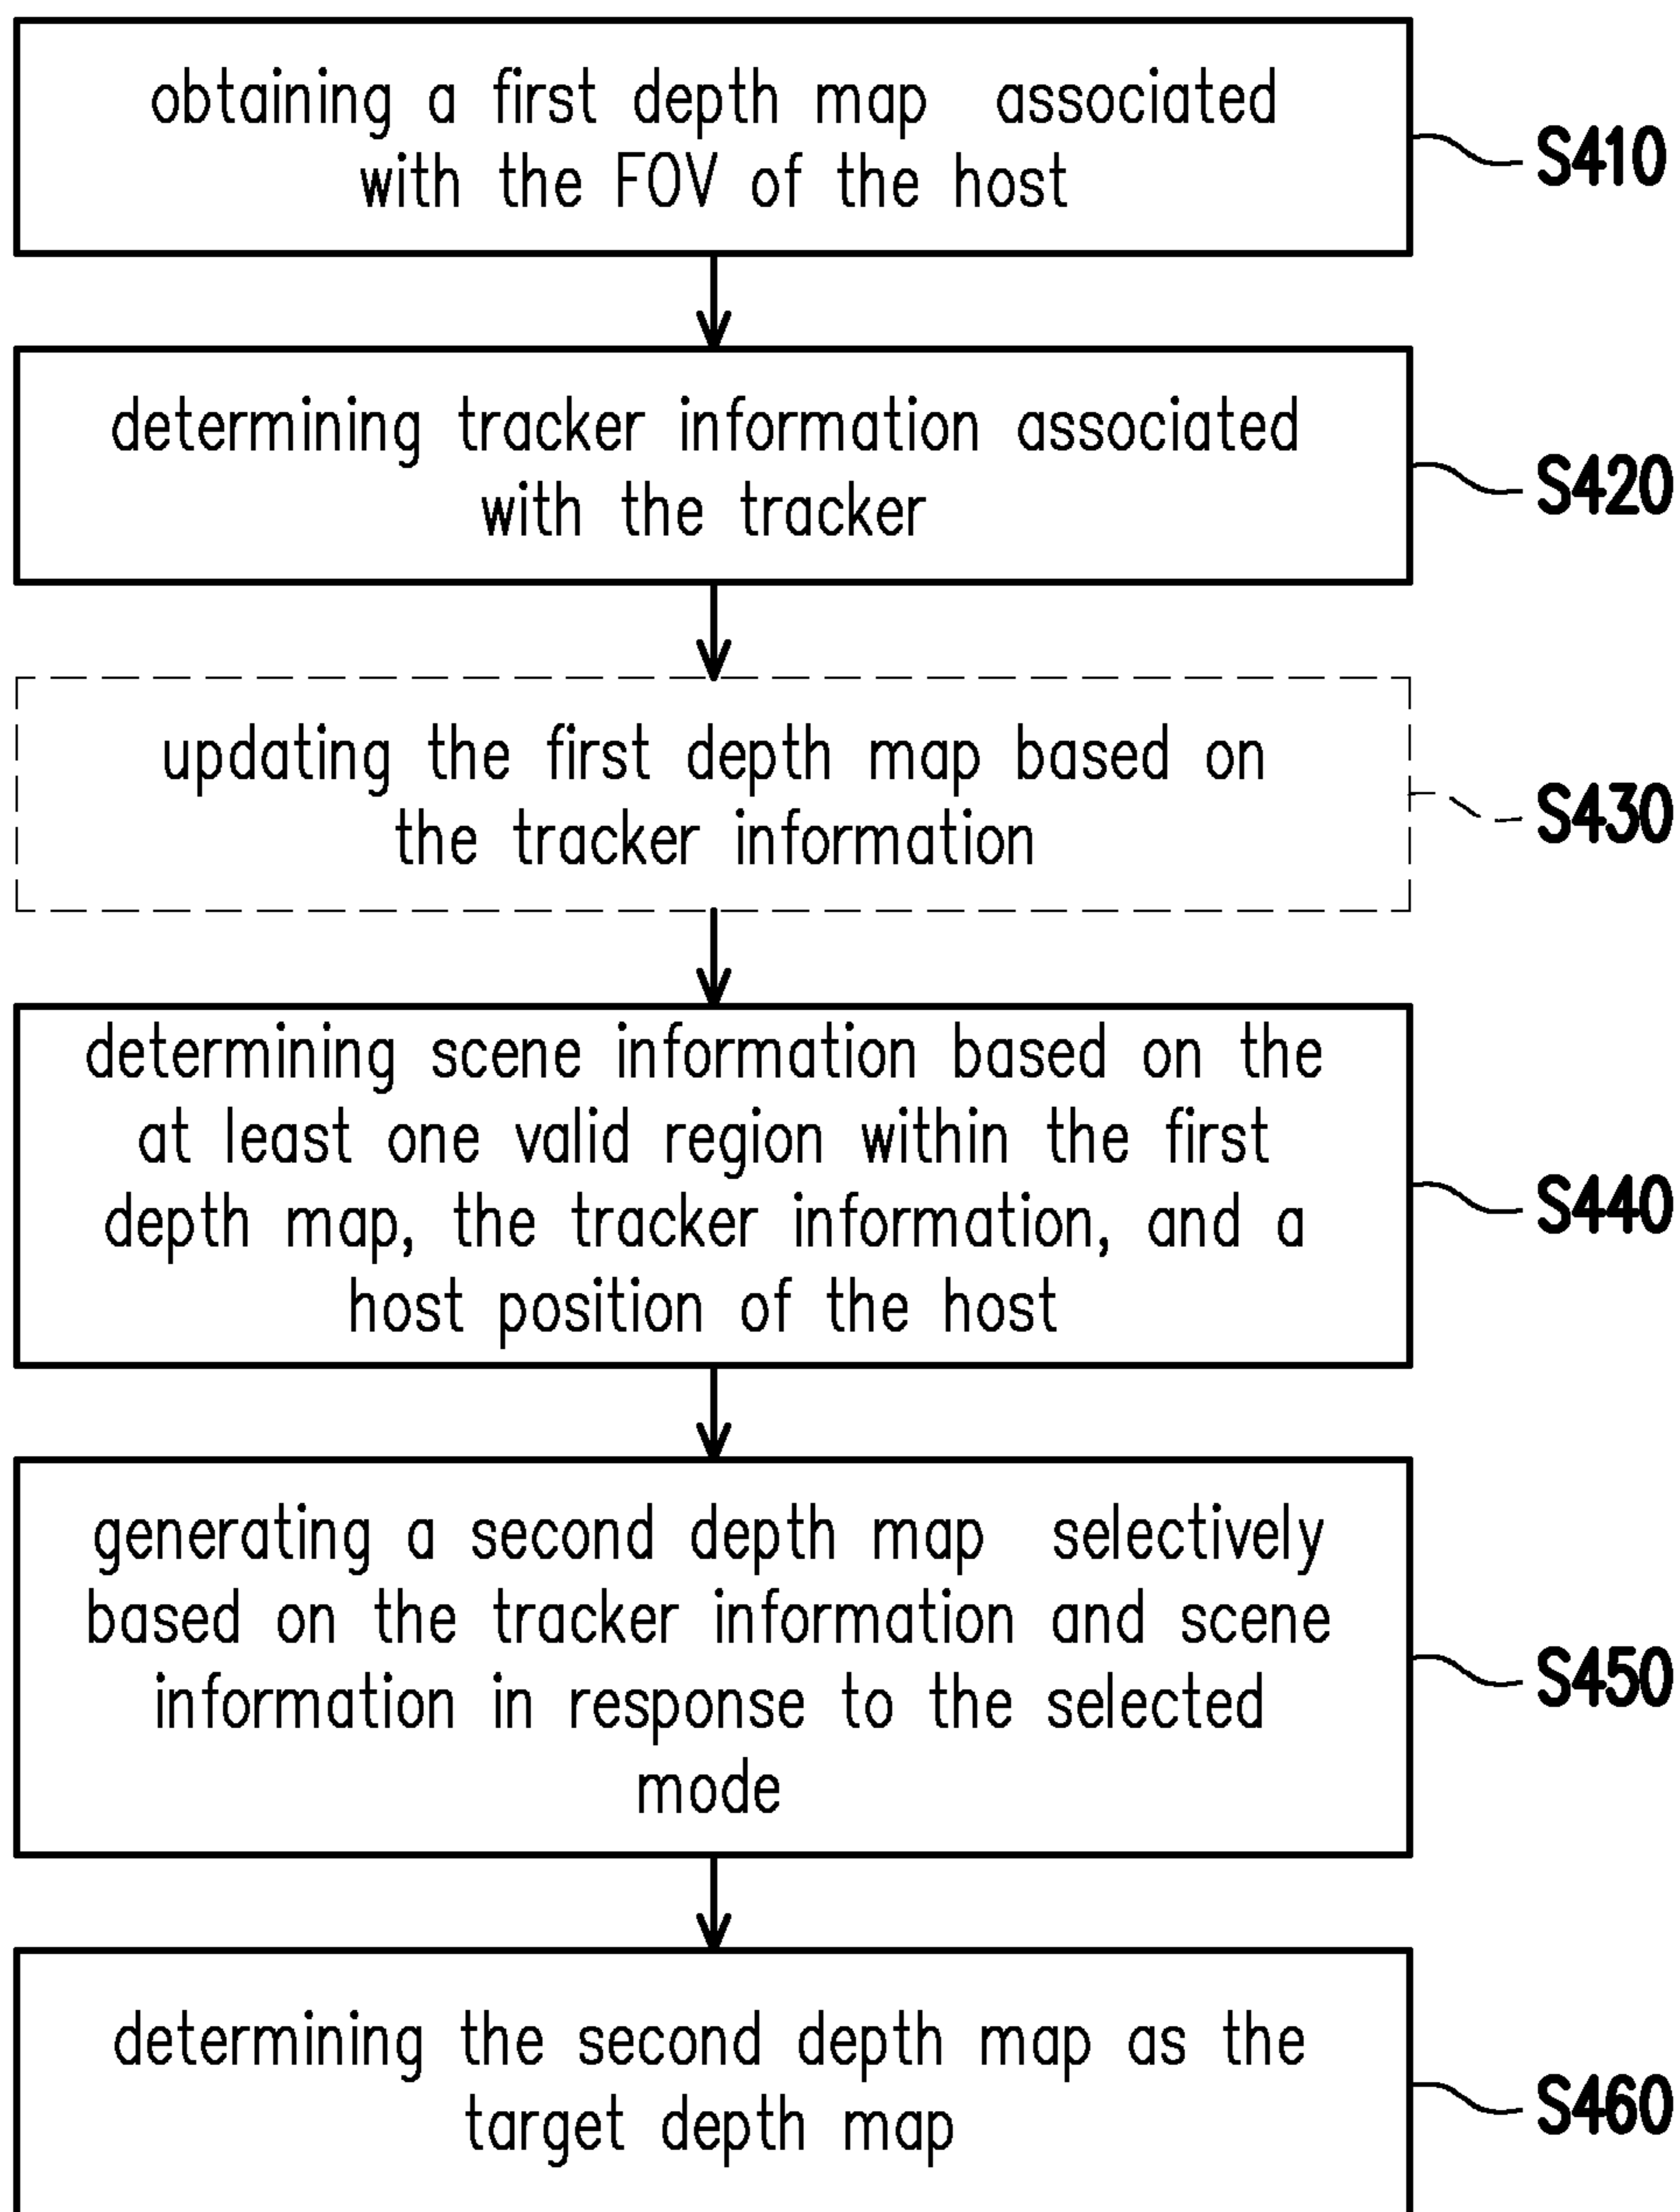 obtaining a first depth map associated
with the FOV of the host
S410
determining tracker information associated
with the tracker
S420
updating the first depth map based on
the tracker information
S430
determining scene information based on the
at least one valid region within the first
depth map, the tracker information, and a
host position of the host
S440
generating a second depth map selectively
based on the tracker information and scene
information in response to the selected
mode
S450
determining the second depth map as the
target depth map
S460